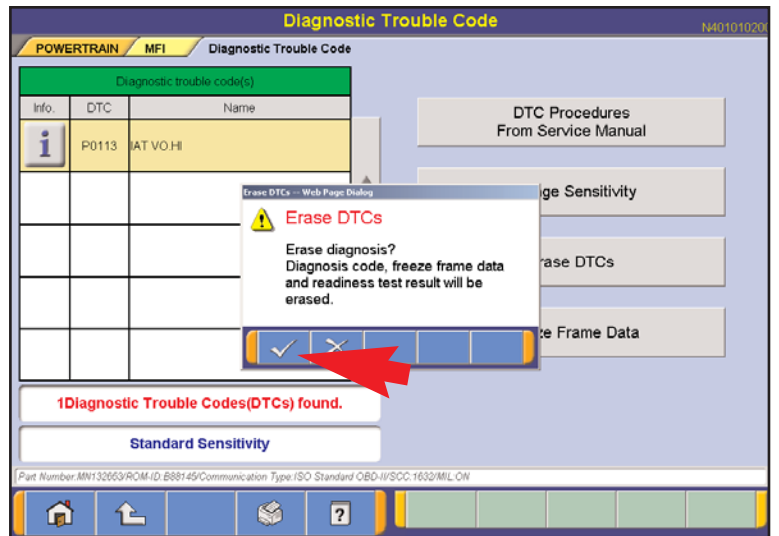 Diagnostic Trouble Code
N401010200
POWERTRAIN
MFI
Diagnostic Trouble Code
Diagnostic trouble code(s)
Info.
DTC
Name
i
P0113
IAT VO.HI
DTC Procedures
From Service Manual
ge Sensitivity
rase DTCs
ze Frame Data
Erase DTCs -- Web Page Dialog
Erase DTCs
Erase diagnosis?
Diagnosis code, freeze frame data
and readiness test result will be
erased.
1Diagnostic Trouble Codes(DTCs) found.
Standard Sensitivity
Part Number:MN132663/ROM-ID:B88145/Communication Type:ISO Standard OBD-II/SCC:1632/MIL:ON
?